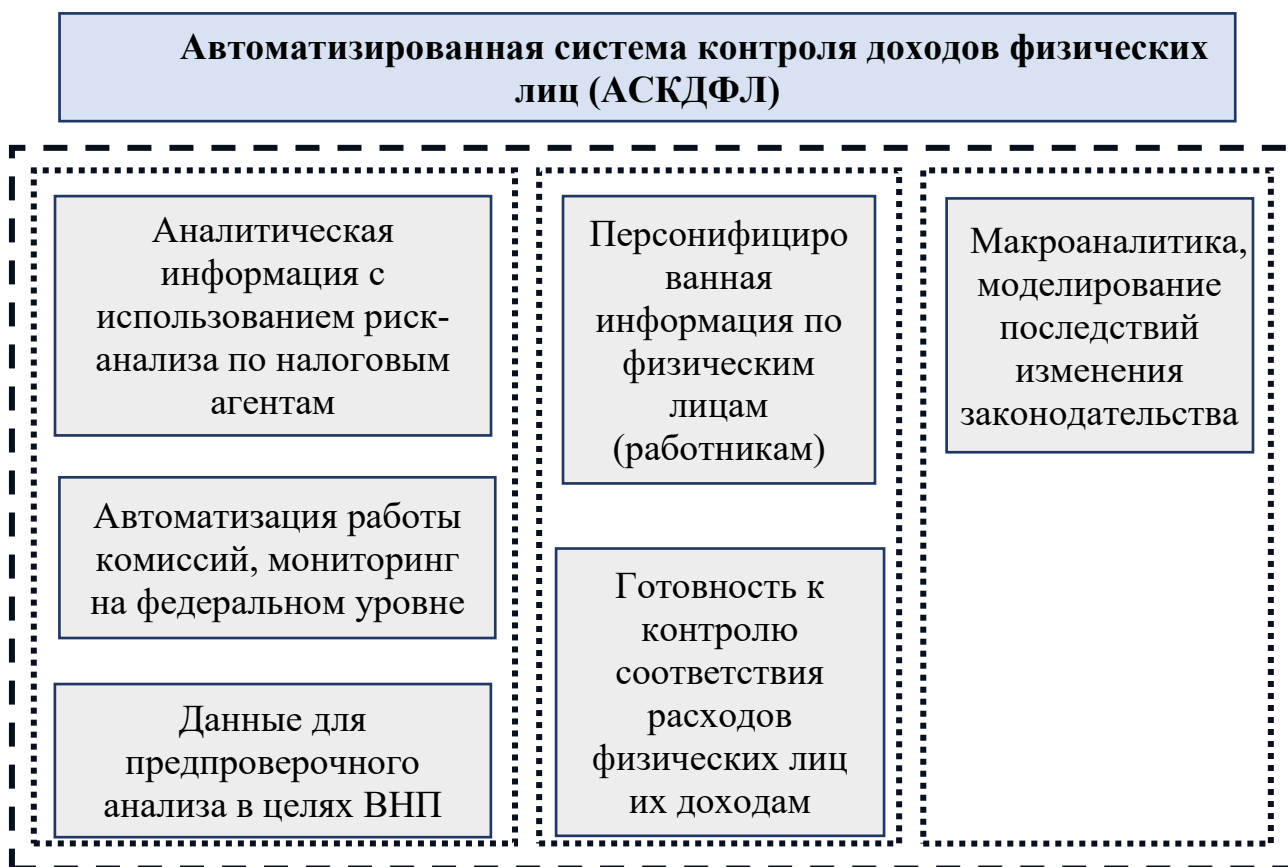 Автоматизированная система контроля доходов физических
лиц (АСКДФЛ)
Аналитическая
информация с
использованием риск-
анализа по налоговым
агентам
Автоматизация работы
комиссий, мониторинг
на федеральном уровне
Данные для
предпроверочного
анализа в целях ВНП
Персонифициро
ванная
информация по
физическим
лицам
(работникам)
Готовность к
контролю
соответствия
расходов
физических лиц
их доходам
Макроаналитика,
моделирование
последствий
изменения
законодательства